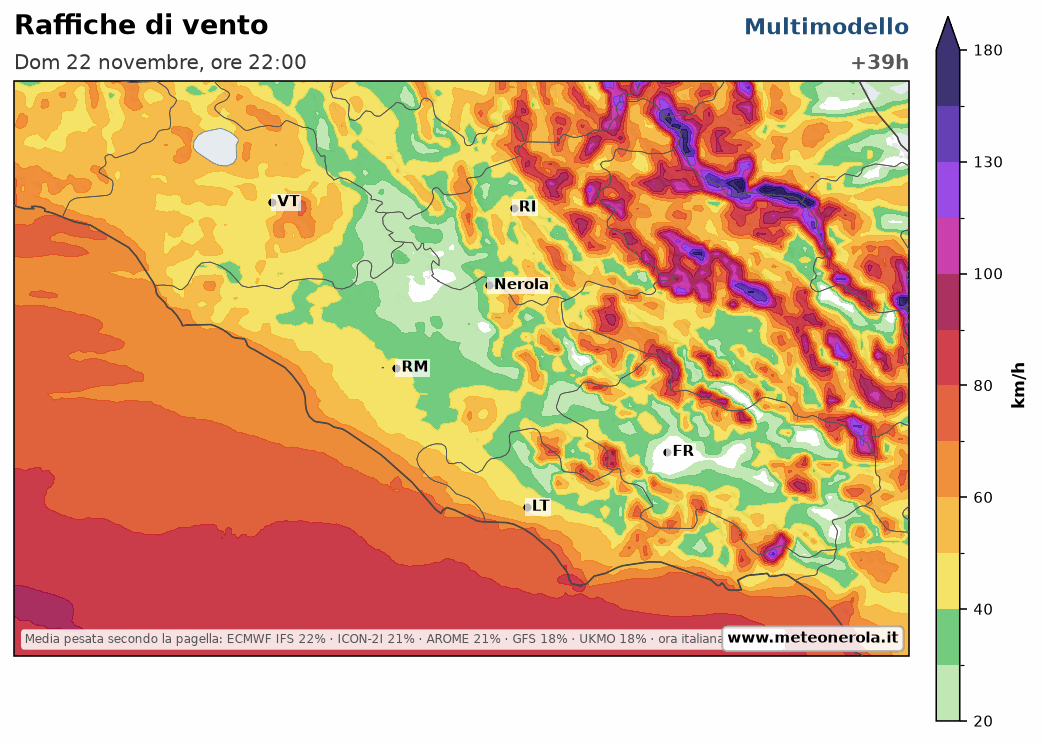 Raffiche di vento
Multimodello
Dom 22 novembre, ore 22:00
+39h
VT
RI
Nerola
RM
FR
LT
Media pesata secondo la pagella: ECMWF IFS 22% · ICON-2I 21% · AROME 21% · GFS 18% · UKMO 18% · ora italiana
www.meteonerola.it
180
130
100
80
60
40
20
km/h